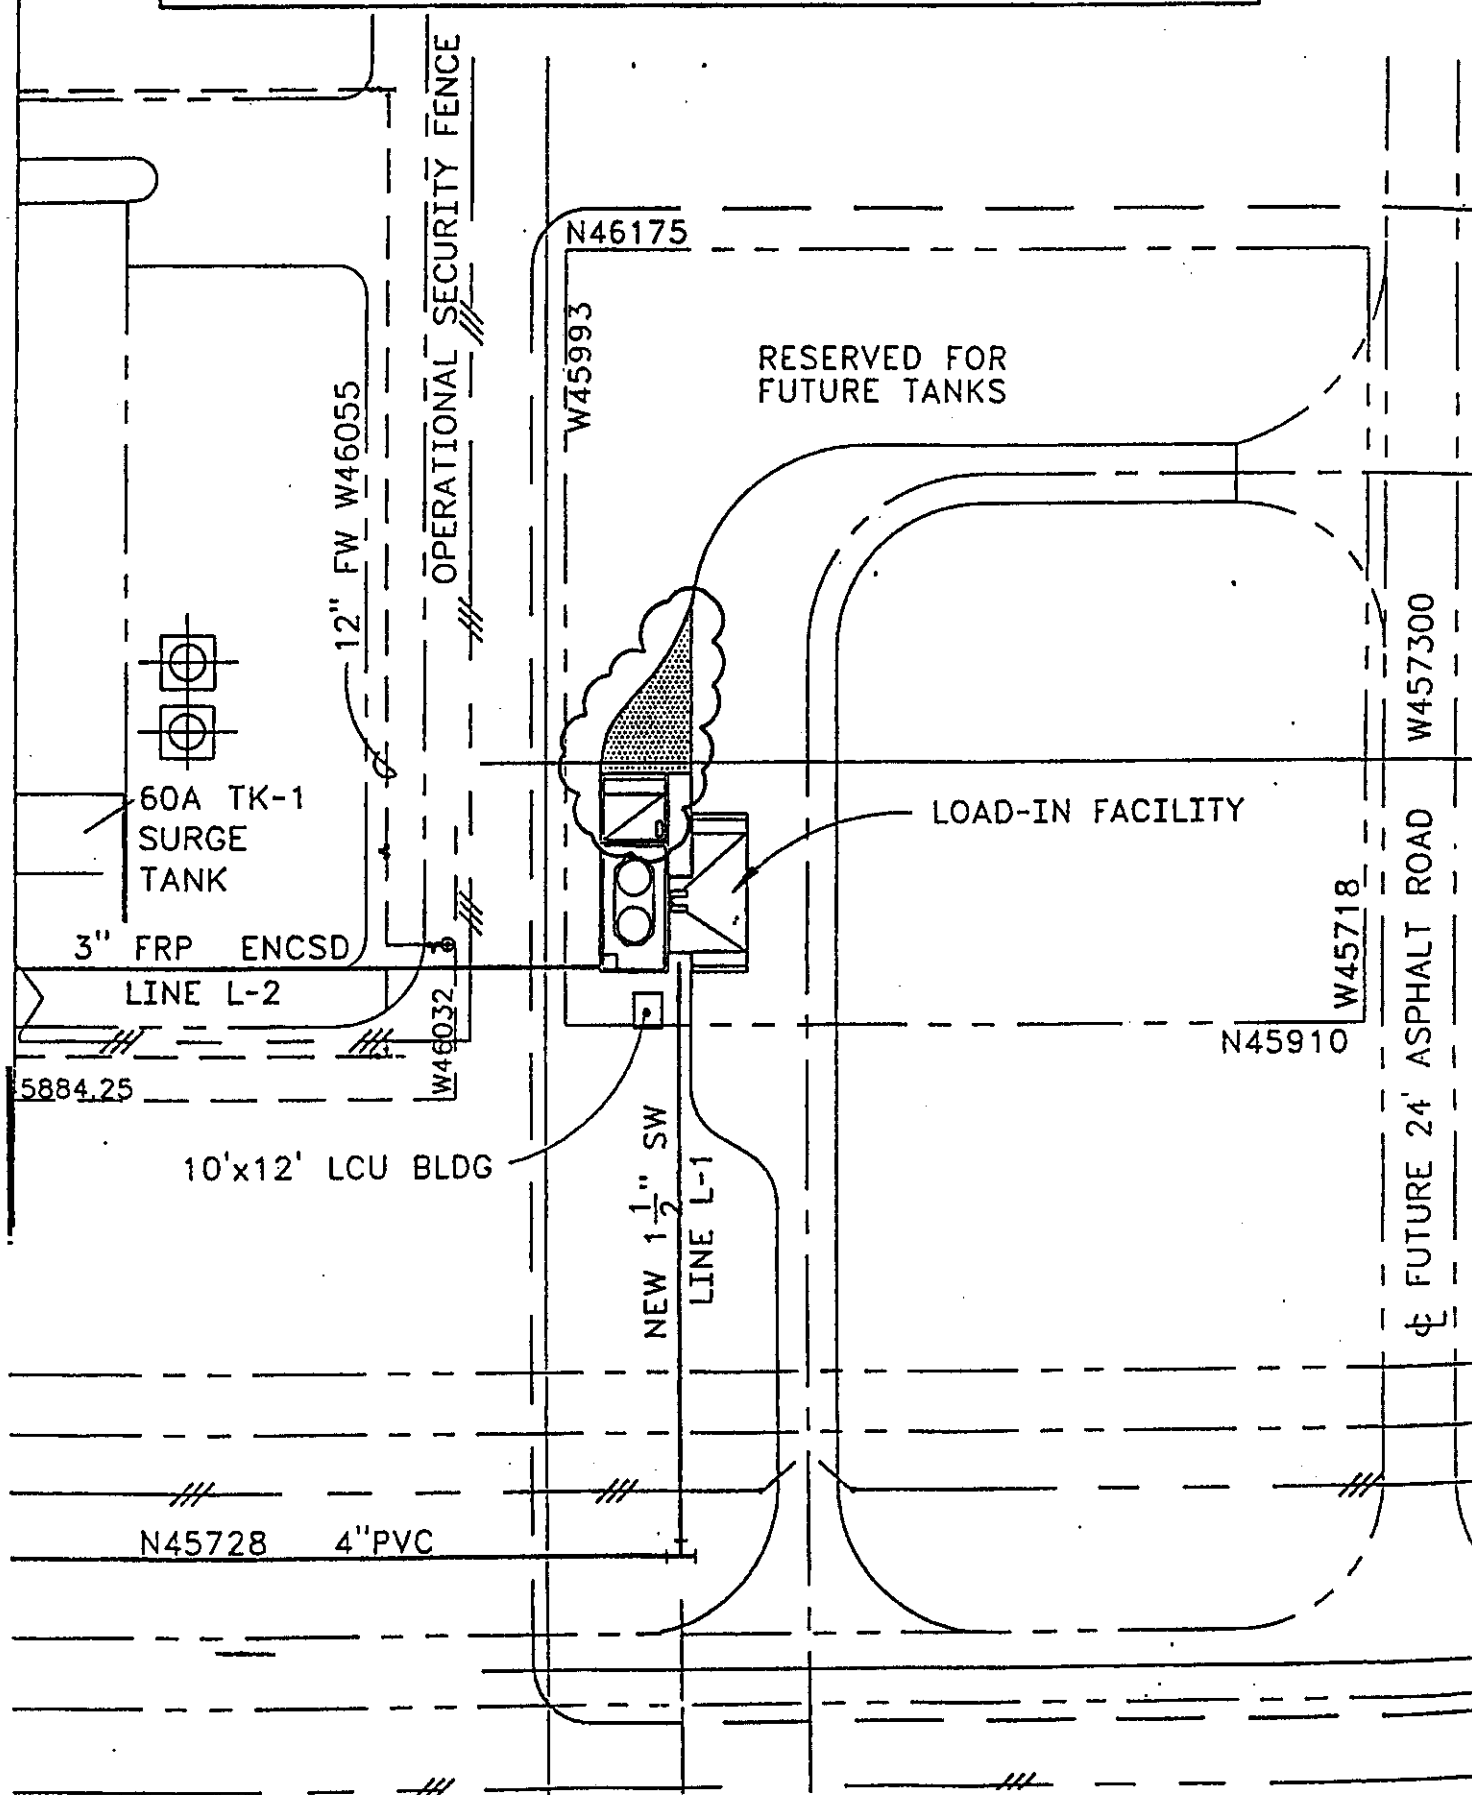 OPERATIONAL SECURITY FENCE
N46175
W45993
RESERVED FOR
FUTURE TANKS
12" FW W46055
W457300
60A TK-1
SURGE
TANK
LOAD-IN FACILITY
3" FRP ENCSD
LINE L-2
W46032
W45718
N45910
5884.25
10'x12' LCU BLDG
NEW 1 1/2" SW
LINE L-1
℄ FUTURE 24' ASPHALT ROAD
N45728 4"PVC